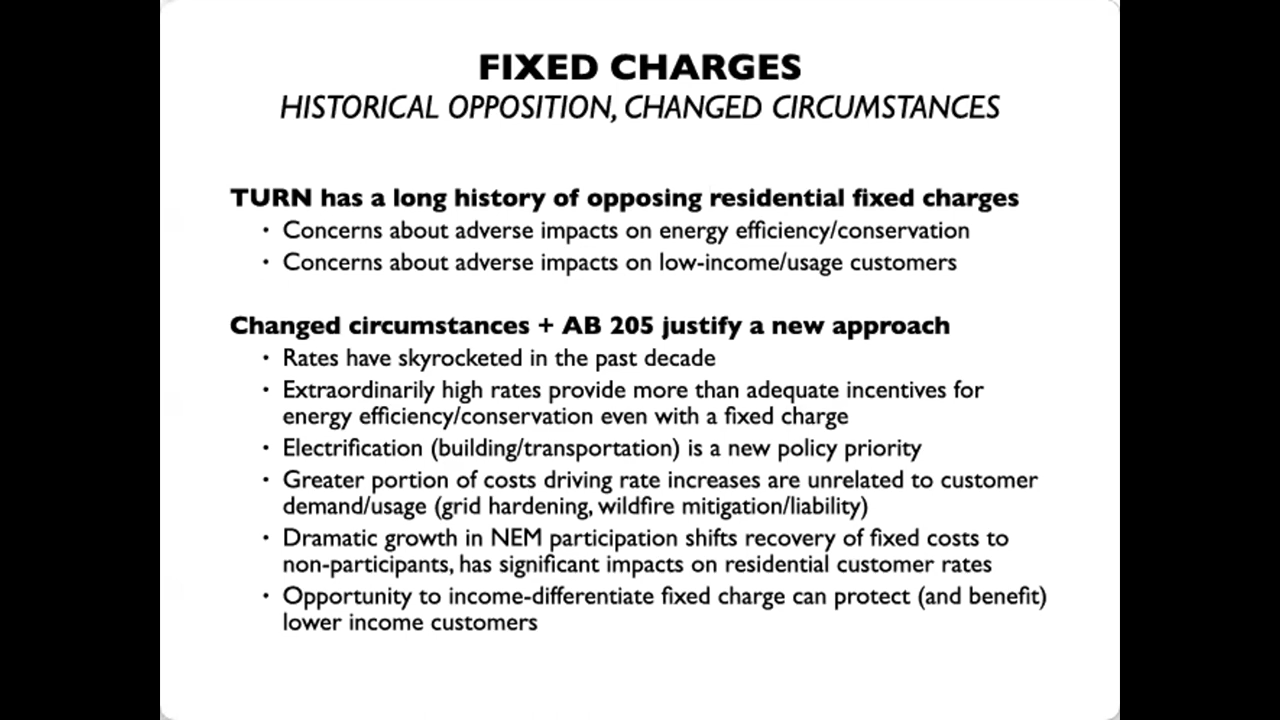 FIXED CHARGES
HISTORICAL OPPOSITION, CHANGED CIRCUMSTANCES
TURN has a long history of opposing residential fixed charges
• Concerns about adverse impacts on energy efficiency/conservation
• Concerns about adverse impacts on low-income/usage customers
Changed circumstances + AB 205 justify a new approach
• Rates have skyrocketed in the past decade
• Extraordinarily high rates provide more than adequate incentives for
energy efficiency/conservation even with a fixed charge
• Electrification (building/transportation) is a new policy priority
• Greater portion of costs driving rate increases are unrelated to customer
demand/usage (grid hardening, wildfire mitigation/liability)
• Dramatic growth in NEM participation shifts recovery of fixed costs to
non-participants, has significant impacts on residential customer rates
• Opportunity to income-differentiate fixed charge can protect (and benefit)
lower income customers